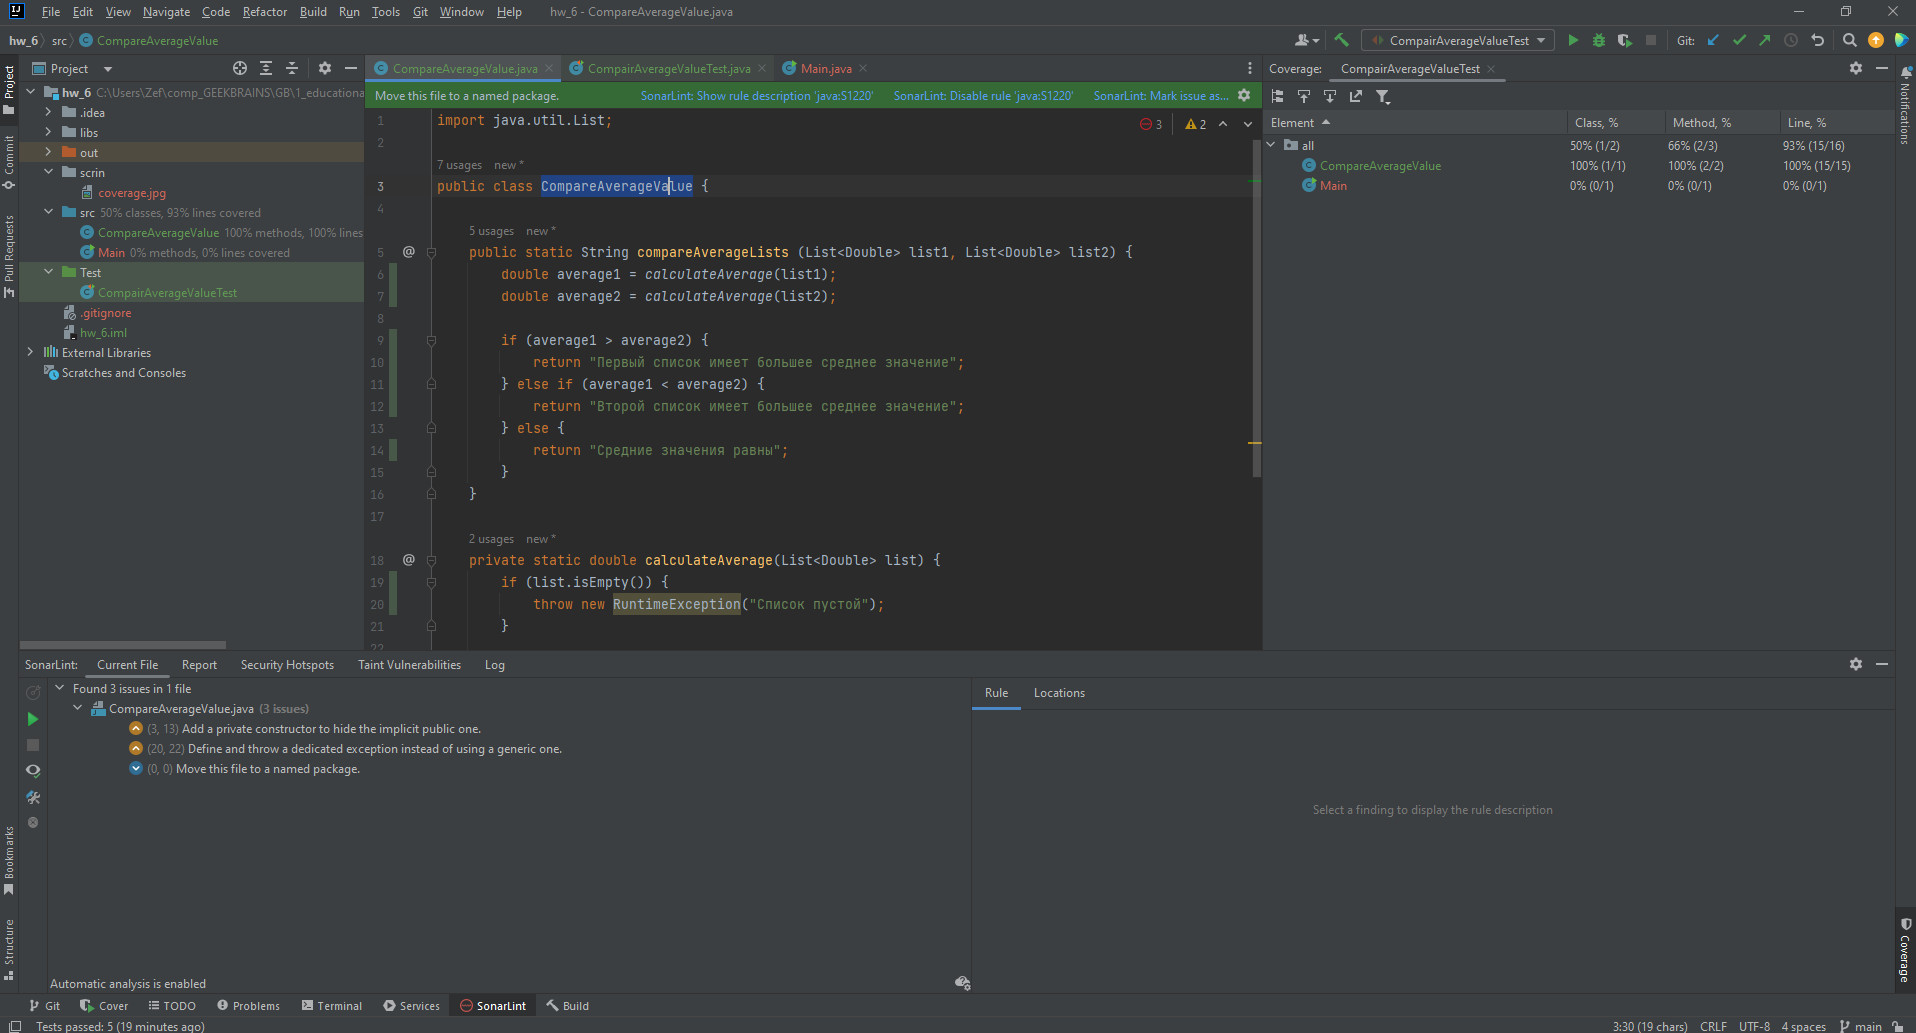 File Edit View Navigate Code Refactor Build Run Tools Git Window Help hw_6 - CompareAverageValue.java
hw_6 src CompareAverageValue
CompairAverageValueTest Git:
Project
CompareAverageValue.java CompairAverageValueTest.java Main.java
Coverage: CompairAverageValueTest
hw_6 C:\Users\Zef\comp_GEEKBRAINS\GB\1_educationa
.idea
libs
out
scrin
coverage.jpg
src 50% classes, 93% lines covered
CompareAverageValue 100% methods, 100% lines
Main 0% methods, 0% lines covered
Test
CompairAverageValueTest
.gitignore
hw_6.iml
External Libraries
Scratches and Consoles
Move this file to a named package. SonarLint: Show rule description 'java:S1220' SonarLint: Disable rule 'java:S1220' SonarLint: Mark issue as...
3 2
1 import java.util.List;
2
7 usages new *
3 public class CompareAverageValue {
4
5 usages new *
5 @ public static String compareAverageLists (List<Double> list1, List<Double> list2) {
6 double average1 = calculateAverage(list1);
7 double average2 = calculateAverage(list2);
8
9 if (average1 > average2) {
10 return "Первый список имеет большее среднее значение";
11 } else if (average1 < average2) {
12 return "Второй список имеет большее среднее значение";
13 } else {
14 return "Средние значения равны";
15 }
16 }
17
2 usages new *
18 @ private static double calculateAverage(List<Double> list) {
19 if (list.isEmpty()) {
20 throw new RuntimeException("Список пустой");
21 }
22
Element Class, % Method, % Line, %
all 50% (1/2) 66% (2/3) 93% (15/16)
CompareAverageValue 100% (1/1) 100% (2/2) 100% (15/15)
Main 0% (0/1) 0% (0/1) 0% (0/1)
Project
Commit
Pull Requests
Bookmarks
Structure
Notifications
Coverage
SonarLint: Current File Report Security Hotspots Taint Vulnerabilities Log
Found 3 issues in 1 file
CompareAverageValue.java (3 issues)
(3, 13) Add a private constructor to hide the implicit public one.
(20, 22) Define and throw a dedicated exception instead of using a generic one.
(0, 0) Move this file to a named package.
Rule Locations
Select a finding to display the rule description
Automatic analysis is enabled
Git Cover TODO Problems Terminal Services SonarLint Build
Tests passed: 5 (19 minutes ago) 3:30 (19 chars) CRLF UTF-8 4 spaces main